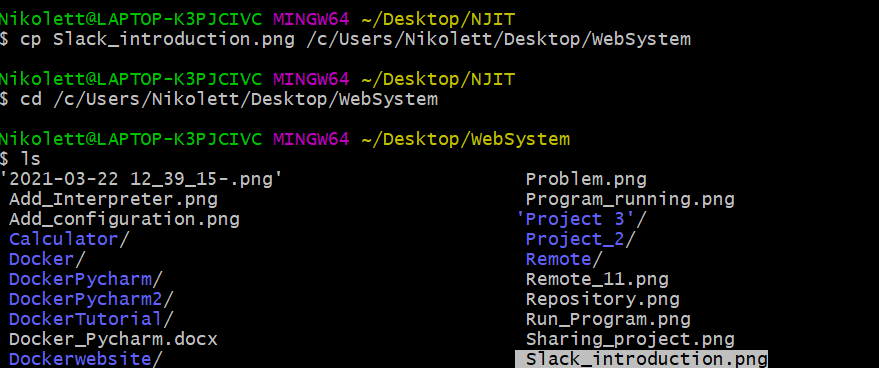 Nikolett@LAPTOP-K3PJCIVC MINGW64 ~/Desktop/NJIT
$ cp Slack_introduction.png /c/Users/Nikolett/Desktop/WebSystem
Nikolett@LAPTOP-K3PJCIVC MINGW64 ~/Desktop/NJIT
$ cd /c/Users/Nikolett/Desktop/WebSystem
Nikolett@LAPTOP-K3PJCIVC MINGW64 ~/Desktop/WebSystem
$ ls
'2021-03-22 12_39_15-.png' Problem.png
Add_Interpreter.png Program_running.png
Add_configuration.png 'Project 3'/
Calculator/ Project_2/
Docker/ Remote/
DockerPycharm/ Remote_11.png
DockerPycharm2/ Repository.png
DockerTutorial/ Run_Program.png
Docker_Pycharm.docx Sharing_project.png
Dockerwebsite/ Slack_introduction.png